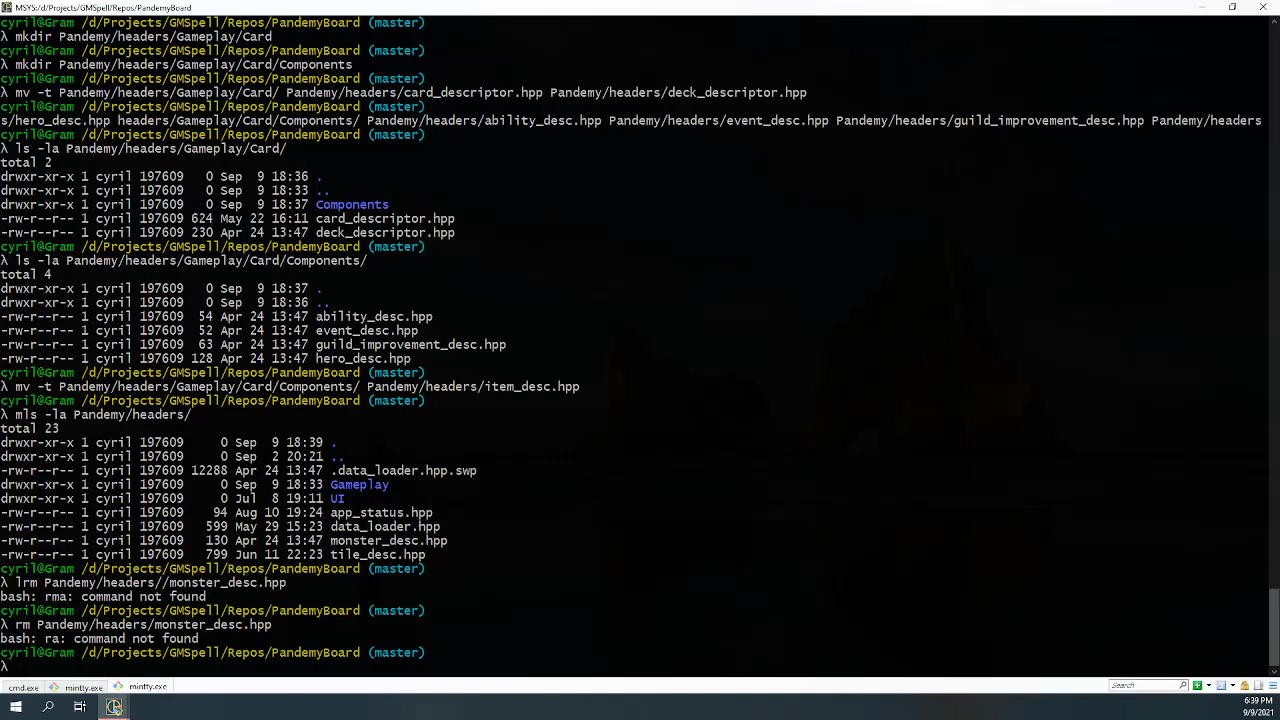 MSYS:/d/Projects/GMSpell/Repos/PandemyBoard
cyril@Gram /d/Projects/GMSpell/Repos/PandemyBoard (master)
λ mkdir Pandemy/headers/Gameplay/Card
cyril@Gram /d/Projects/GMSpell/Repos/PandemyBoard (master)
λ mkdir Pandemy/headers/Gameplay/Card/Components
cyril@Gram /d/Projects/GMSpell/Repos/PandemyBoard (master)
λ mv -t Pandemy/headers/Gameplay/Card/ Pandemy/headers/card_descriptor.hpp Pandemy/headers/deck_descriptor.hpp
cyril@Gram /d/Projects/GMSpell/Repos/PandemyBoard (master)
s/hero_desc.hpp headers/Gameplay/Card/Components/ Pandemy/headers/ability_desc.hpp Pandemy/headers/event_desc.hpp Pandemy/headers/guild_improvement_desc.hpp Pandemy/headers
cyril@Gram /d/Projects/GMSpell/Repos/PandemyBoard (master)
λ ls -la Pandemy/headers/Gameplay/Card/
total 2
drwxr-xr-x 1 cyril 197609   0 Sep  9 18:36 .
drwxr-xr-x 1 cyril 197609   0 Sep  9 18:33 ..
drwxr-xr-x 1 cyril 197609   0 Sep  9 18:37 Components
-rw-r--r-- 1 cyril 197609 624 May 22 16:11 card_descriptor.hpp
-rw-r--r-- 1 cyril 197609 230 Apr 24 13:47 deck_descriptor.hpp
cyril@Gram /d/Projects/GMSpell/Repos/PandemyBoard (master)
λ ls -la Pandemy/headers/Gameplay/Card/Components/
total 4
drwxr-xr-x 1 cyril 197609   0 Sep  9 18:37 .
drwxr-xr-x 1 cyril 197609   0 Sep  9 18:36 ..
-rw-r--r-- 1 cyril 197609  54 Apr 24 13:47 ability_desc.hpp
-rw-r--r-- 1 cyril 197609  52 Apr 24 13:47 event_desc.hpp
-rw-r--r-- 1 cyril 197609  63 Apr 24 13:47 guild_improvement_desc.hpp
-rw-r--r-- 1 cyril 197609 128 Apr 24 13:47 hero_desc.hpp
cyril@Gram /d/Projects/GMSpell/Repos/PandemyBoard (master)
λ mv -t Pandemy/headers/Gameplay/Card/Components/ Pandemy/headers/item_desc.hpp
cyril@Gram /d/Projects/GMSpell/Repos/PandemyBoard (master)
λ mls -la Pandemy/headers/
total 23
drwxr-xr-x 1 cyril 197609     0 Sep  9 18:39 .
drwxr-xr-x 1 cyril 197609     0 Sep  2 20:21 ..
-rw-r--r-- 1 cyril 197609 12288 Apr 24 13:47 .data_loader.hpp.swp
drwxr-xr-x 1 cyril 197609     0 Sep  9 18:33 Gameplay
drwxr-xr-x 1 cyril 197609     0 Jul  8 19:11 UI
-rw-r--r-- 1 cyril 197609    94 Aug 10 19:24 app_status.hpp
-rw-r--r-- 1 cyril 197609   599 May 29 15:23 data_loader.hpp
-rw-r--r-- 1 cyril 197609   130 Apr 24 13:47 monster_desc.hpp
-rw-r--r-- 1 cyril 197609   799 Jun 11 22:23 tile_desc.hpp
cyril@Gram /d/Projects/GMSpell/Repos/PandemyBoard (master)
λ lrm Pandemy/headers//monster_desc.hpp
bash: rma: command not found
cyril@Gram /d/Projects/GMSpell/Repos/PandemyBoard (master)
λ rm Pandemy/headers/monster_desc.hpp
bash: ra: command not found
cyril@Gram /d/Projects/GMSpell/Repos/PandemyBoard (master)
λ
cmd.exe mintty.exe mintty.exe Search
6:39 PM
9/9/2021